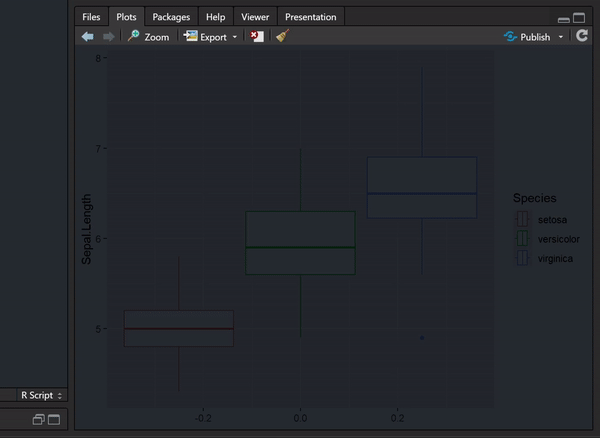 Files Plots Packages Help Viewer Presentation
Zoom Export Publish
8
7
6
5
Sepal.Length
-0.2 0.0 0.2
Species
setosa
versicolor
virginica
R Script